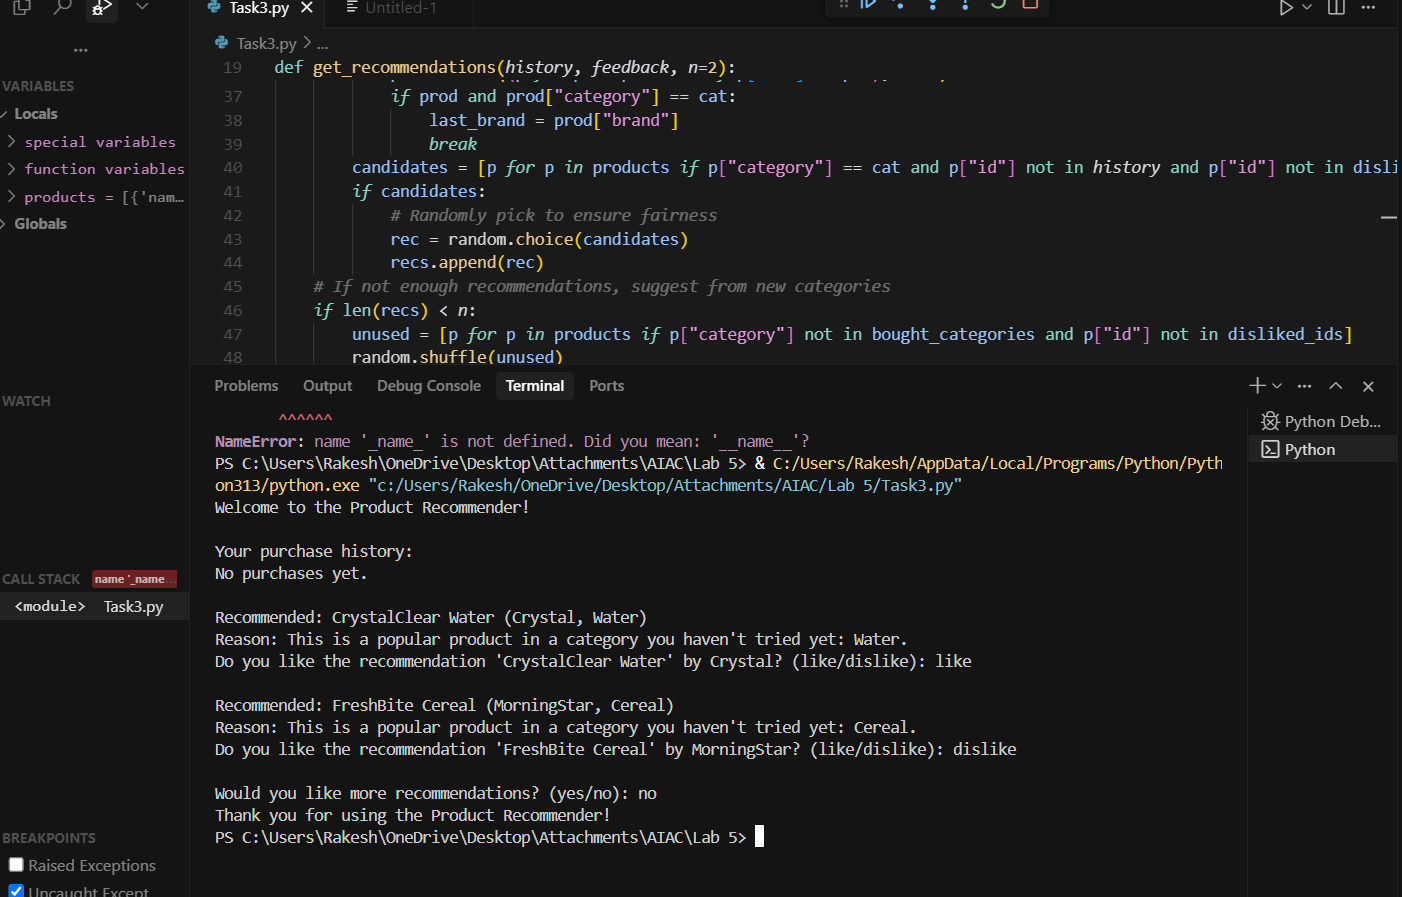 Task3.py
Untitled-1
Task3.py > ...
VARIABLES
Locals
special variables
function variables
products = [{'nam...
Globals
WATCH
CALL STACK
name '_name...
<module> Task3.py
BREAKPOINTS
Raised Exceptions
Uncaught Except
19 def get_recommendations(history, feedback, n=2):
37 if prod and prod["category"] == cat:
38 last_brand = prod["brand"]
39 break
40 candidates = [p for p in products if p["category"] == cat and p["id"] not in history and p["id"] not in disli
41 if candidates:
42 # Randomly pick to ensure fairness
43 rec = random.choice(candidates)
44 recs.append(rec)
45 # If not enough recommendations, suggest from new categories
46 if len(recs) < n:
47 unused = [p for p in products if p["category"] not in bought_categories and p["id"] not in disliked_ids]
48 random.shuffle(unused)
Problems Output Debug Console Terminal Ports
Python Deb...
Python
^^^^^^
NameError: name '_name_' is not defined. Did you mean: '__name__'?
PS C:\Users\Rakesh\OneDrive\Desktop\Attachments\AIAC\Lab 5> & C:/Users/Rakesh/AppData/Local/Programs/Python/Pyth
on313/python.exe "c:/Users/Rakesh/OneDrive/Desktop/Attachments/AIAC/Lab 5/Task3.py"
Welcome to the Product Recommender!
Your purchase history:
No purchases yet.
Recommended: CrystalClear Water (Crystal, Water)
Reason: This is a popular product in a category you haven't tried yet: Water.
Do you like the recommendation 'CrystalClear Water' by Crystal? (like/dislike): like
Recommended: FreshBite Cereal (MorningStar, Cereal)
Reason: This is a popular product in a category you haven't tried yet: Cereal.
Do you like the recommendation 'FreshBite Cereal' by MorningStar? (like/dislike): dislike
Would you like more recommendations? (yes/no): no
Thank you for using the Product Recommender!
PS C:\Users\Rakesh\OneDrive\Desktop\Attachments\AIAC\Lab 5>